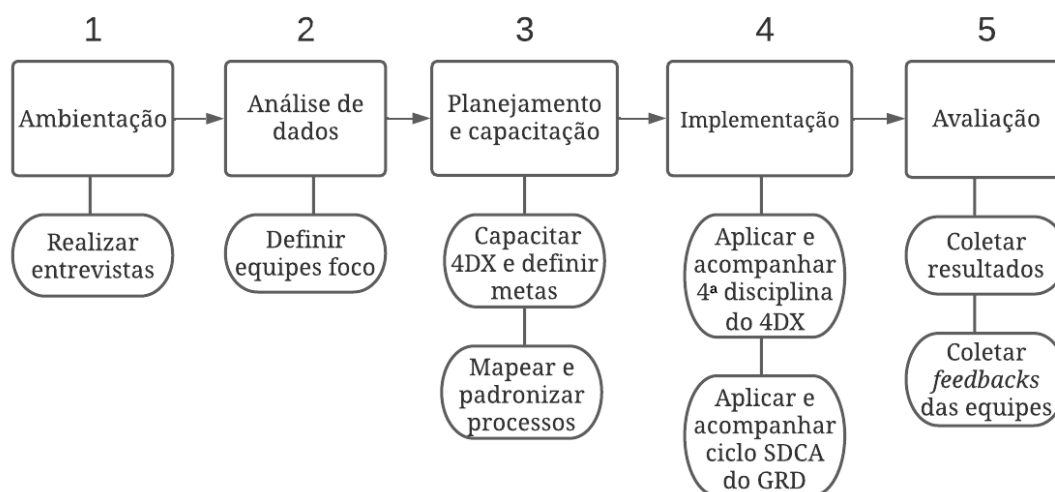 1
2
3
4
5
Ambientação
Análise de
dados
Planejamento
e capacitação
Implementação
Avaliação
Realizar
entrevistas
Definir
equipes foco
Capacitar
4DX e definir
metas
Aplicar e
acompanhar
4ª disciplina
do 4DX
Coletar
resultados
Mapear e
padronizar
processos
Aplicar e
acompanhar
ciclo SDCA
do GRD
Coletar
feedbacks
das equipes